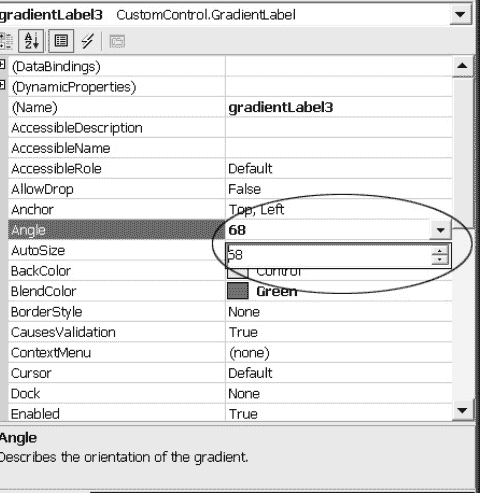 gradientLabel3 CustomControl.GradientLabel
(DataBindings)
(DynamicProperties)
(Name) gradientLabel3
AccessibleDescription
AccessibleName
AccessibleRole Default
AllowDrop False
Anchor Top, Left
Angle 68
68
AutoSize
BackColor Control
BlendColor Green
BorderStyle None
CausesValidation True
ContextMenu (none)
Cursor Default
Dock None
Enabled True
Angle
Describes the orientation of the gradient.